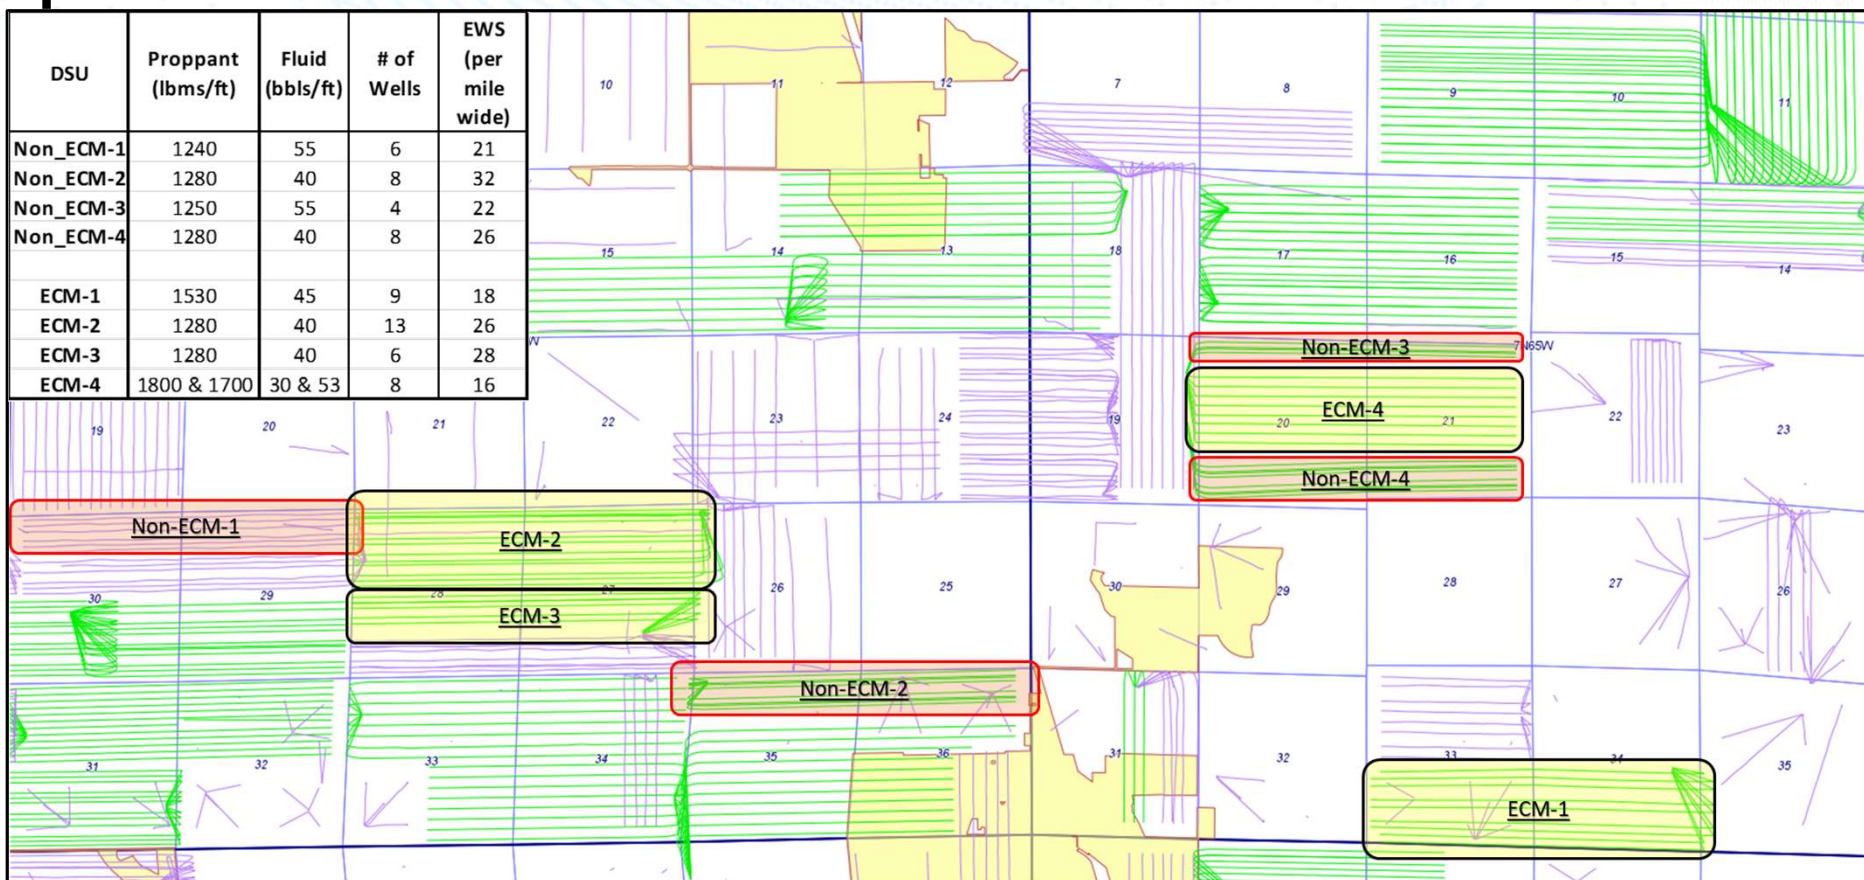 DSU Proppant (lbms/ft) Fluid (bbls/ft) # of Wells EWS (per mile wide)
Non_ECM-1 1240 55 6 21
Non_ECM-2 1280 40 8 32
Non_ECM-3 1250 55 4 22
Non_ECM-4 1280 40 8 26
ECM-1 1530 45 9 18
ECM-2 1280 40 13 26
ECM-3 1280 40 6 28
ECM-4 1800 & 1700 30 & 53 8 16
10 11 12 7 8 9 10 11
15 14 13 18 17 16 15 14
Non-ECM-3
7N65W
ECM-4
19 20 21 22 23 24 19 20 21 22 23
Non-ECM-4
Non-ECM-1
ECM-2
30 29 28 27 26 25 30 29 28 27 26
ECM-3
Non-ECM-2
31 32 33 34 35 36 31 32 33 34 35
ECM-1